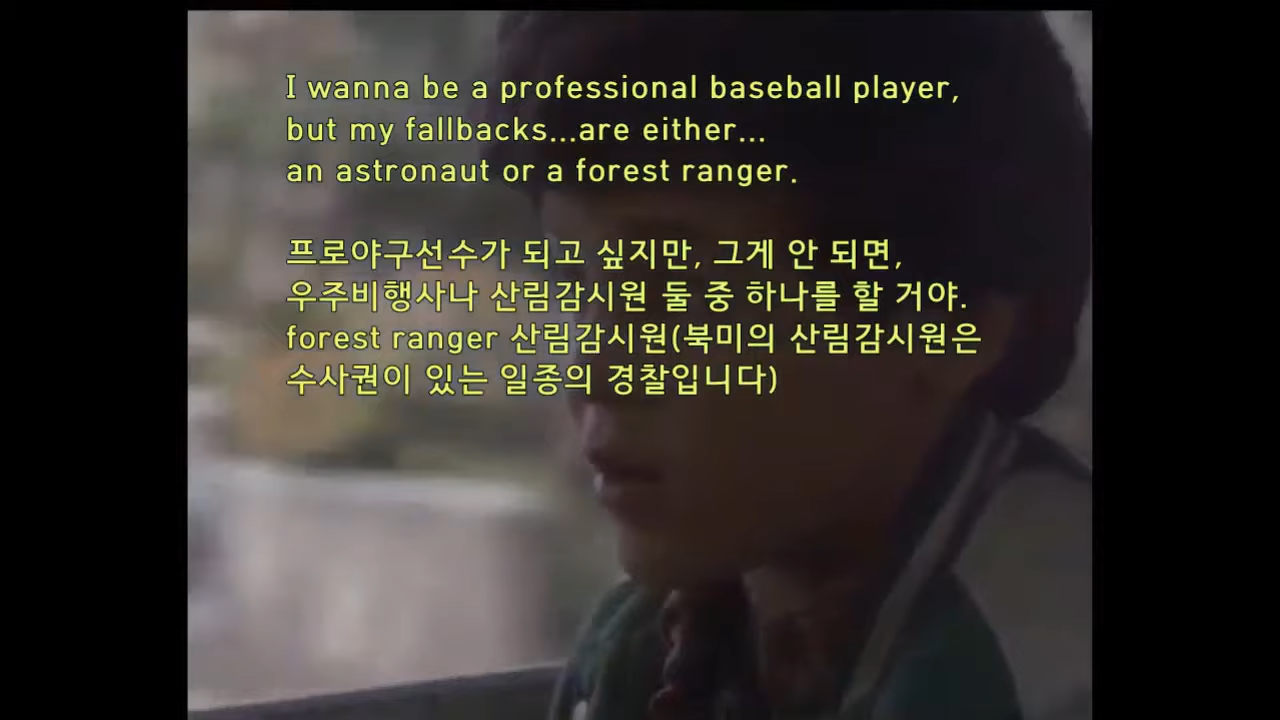 I wanna be a professional baseball player,
but my fallbacks...are either...
an astronaut or a forest ranger.
프로야구선수가 되고 싶지만, 그게 안 되면,
우주비행사나 산림감시원 둘 중 하나를 할 거야.
forest ranger 산림감시원(북미의 산림감시원은
수사권이 있는 일종의 경찰입니다)